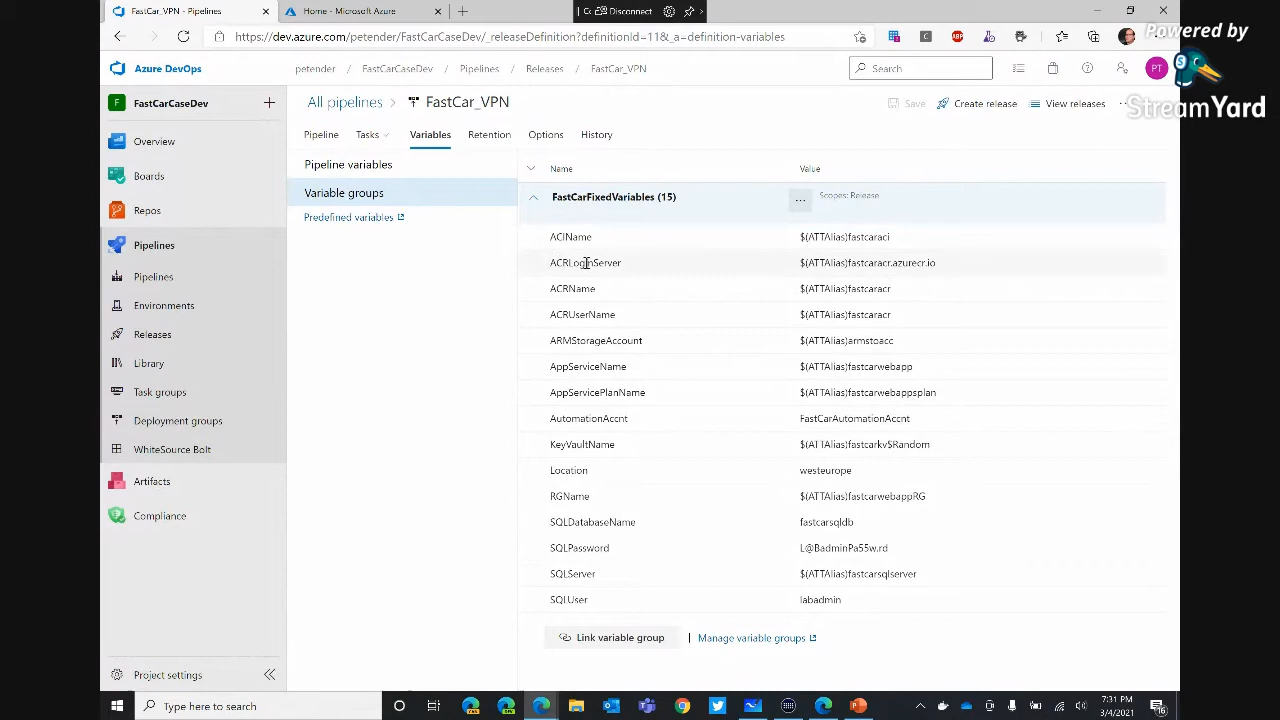 FastCar_VPN - Pipelines
Home - Microsoft Azure
Disconnect
https://dev.azure.com/petender/FastCarCaseDev/_releaseDefinition?definitionId=11&_a=definition-variables
Powered by
StreamYard
Azure DevOps
petender / FastCarCaseDev / Pipelines / Releases / FastCar_VPN
Search
PT
F FastCarCaseDev
All pipelines > FastCar_VPN
Save
Create release
View releases
Pipeline
Tasks
Variables
Retention
Options
History
Overview
Boards
Repos
Pipelines
Pipelines
Environments
Releases
Library
Task groups
Deployment groups
WhiteSource Bolt
Artifacts
Compliance
Project settings
Pipeline variables
Variable groups
Predefined variables
Name Value
FastCarFixedVariables (15) ... Scopes: Release
ACIName $(ATTAlias)fastcaraci
ACRLoginServer $(ATTAlias)fastcaracr.azurecr.io
ACRName $(ATTAlias)fastcaracr
ACRUserName $(ATTAlias)fastcaracr
ARMStorageAccount $(ATTAlias)armstoacc
AppServiceName $(ATTAlias)fastcarwebapp
AppServicePlanName $(ATTAlias)fastcarwebappsplan
AutomationAccnt FastCarAutomationAccnt
KeyVaultName $(ATTAlias)fastcarkv$Random
Location westeurope
RGName $(ATTAlias)fastcarwebappRG
SQLDatabaseName fastcarsqldb
SQLPassword L@BadminPa55w.rd
SQLServer $(ATTAlias)fastcarsqlserver
SQLUser labadmin
Link variable group | Manage variable groups
Type here to search
7:31 PM
3/4/2021